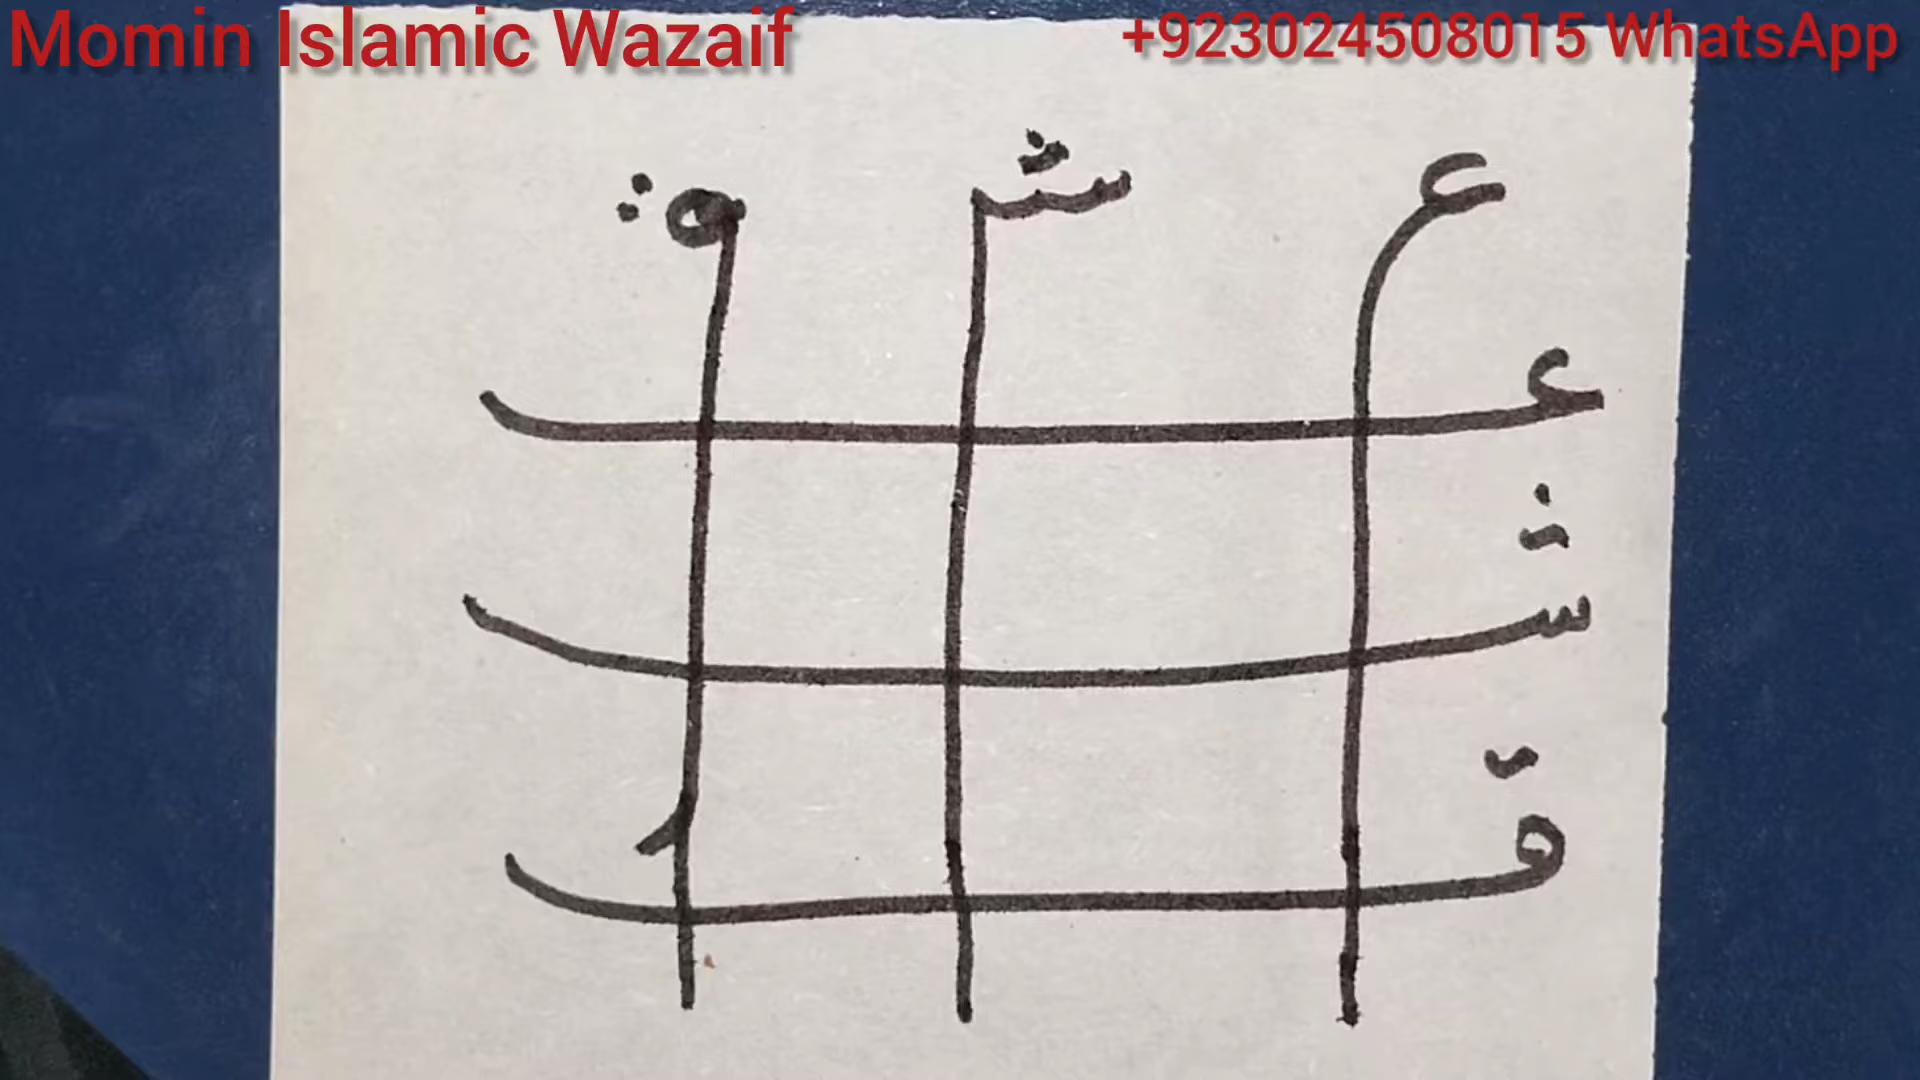 Momin Islamic Wazaif
+923024508015 WhatsApp
ع ش ق
ع
ش
ق